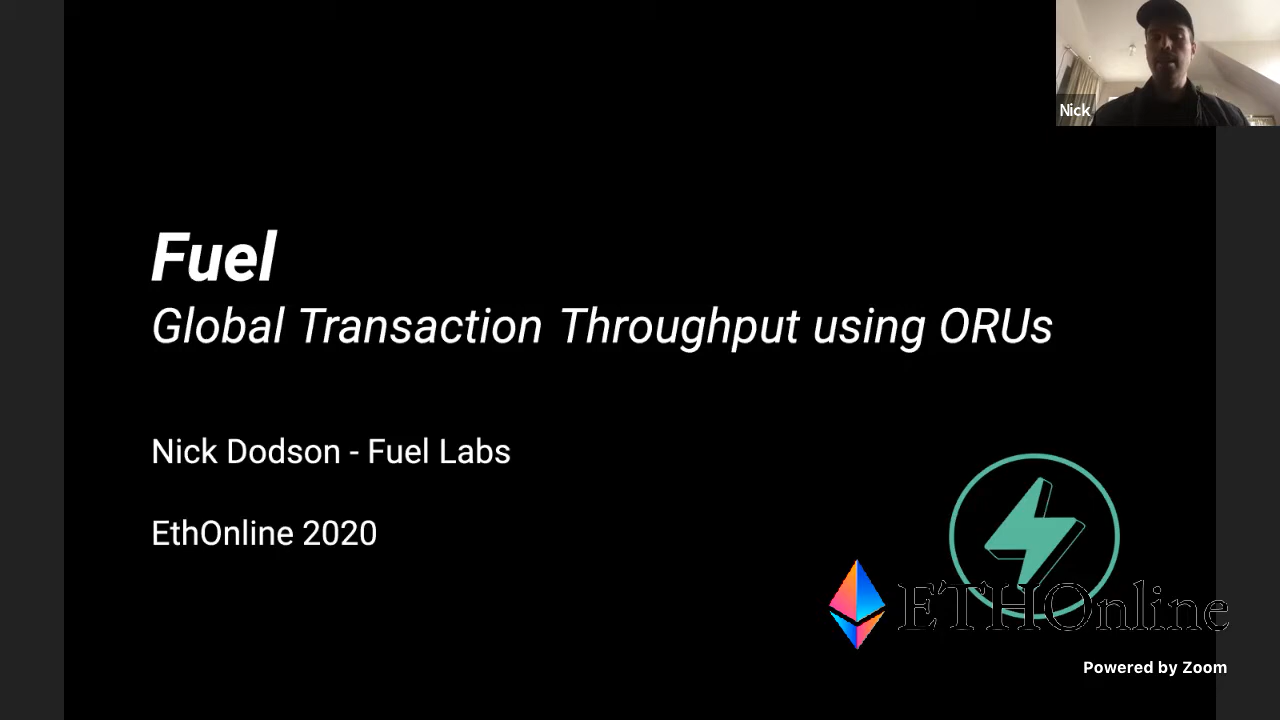 Nick
Fuel
Global Transaction Throughput using ORUs
Nick Dodson - Fuel Labs
EthOnline 2020
ETHOnline
Powered by Zoom